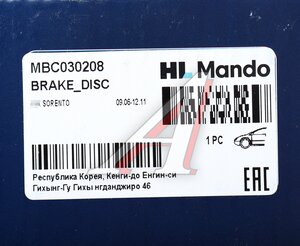 MBC030208
BRAKE_DISC
HL Mando
SORENTO 09.06-12.11
1 PC
Республика Корея, Кенги-до Енгин-си
Гихынг-Гу Гихы нгданджиро 46
EAC